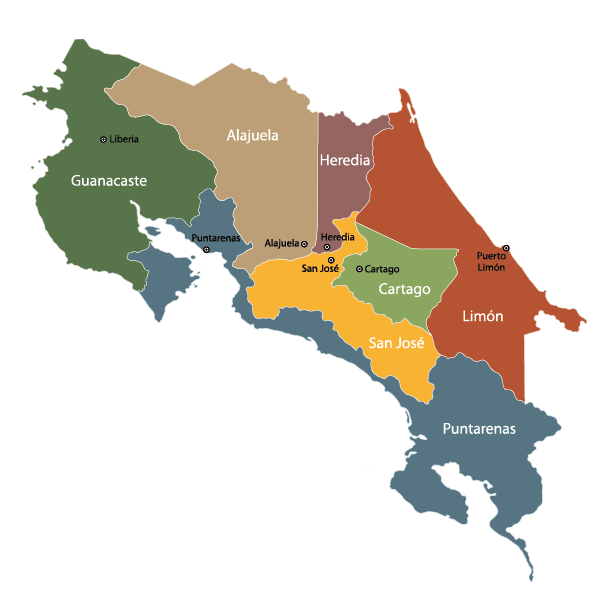 Alajuela
Liberia
Heredia
Guanacaste
Puntarenas
Heredia
Alajuela
Puerto
Limón
San José
Cartago
Cartago
Limón
San José
Puntarenas